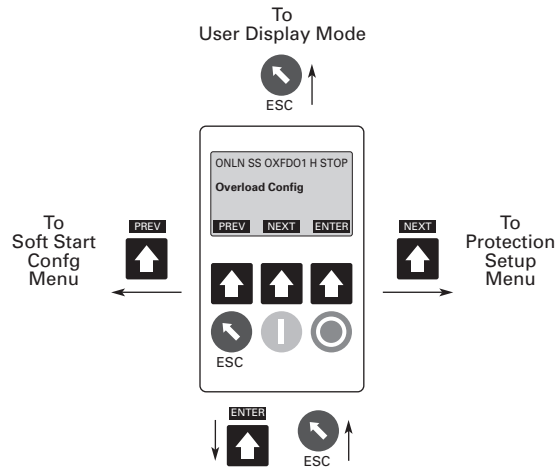 To
User Display Mode
ESC
ONLN SS OXFDO1 H STOP
Overload Config
PREV NEXT ENTER
To
Soft Start
Confg
Menu
PREV
NEXT
To
Protection
Setup
Menu
ESC
ENTER
ESC